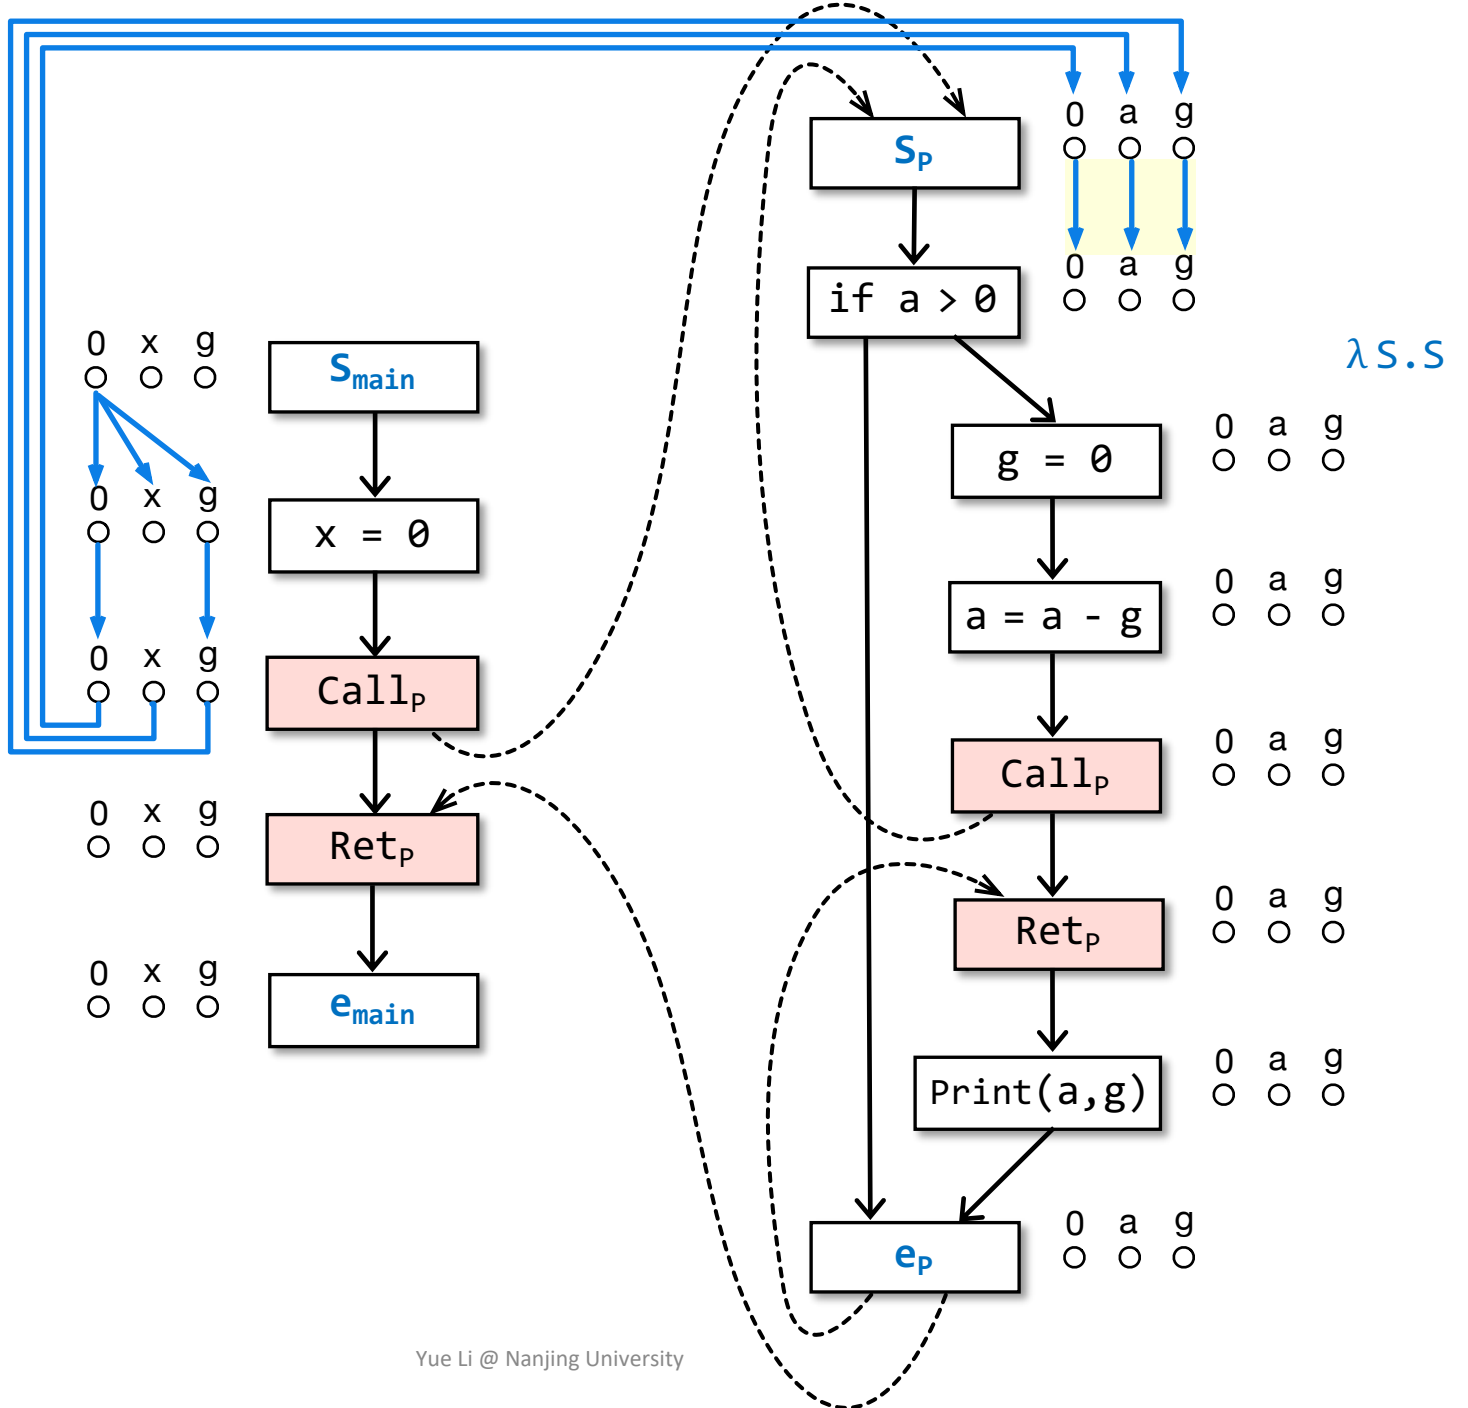 0 a g
S_P
0 a g
if a > 0
λ S.S
0 x g
S_main
0 a g
g = 0
0 x g
x = 0
0 a g
a = a - g
0 x g
Call_P
0 a g
Call_P
0 x g
Ret_P
0 a g
Ret_P
0 x g
e_main
0 a g
Print(a,g)
0 a g
e_P
Yue Li @ Nanjing University